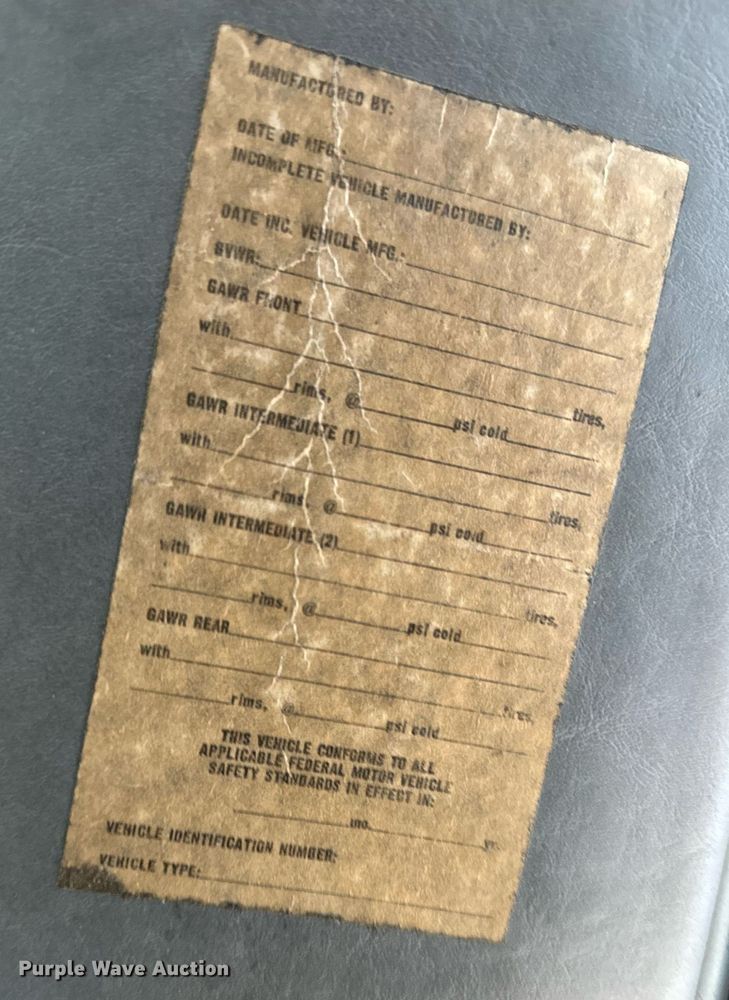 MANUFACTURED BY:
DATE OF MFG.:
INCOMPLETE VEHICLE MANUFACTURED BY:
DATE INC. VEHICLE MFG.:
GVWR:
GAWR FRONT
with tires,
rims, @ psi cold
GAWR INTERMEDIATE (1)
with tires,
rims, @ psi cold
GAWR INTERMEDIATE (2)
with tires,
rims, @ psi cold
GAWR REAR
with tires,
rims, @ psi cold
THIS VEHICLE CONFORMS TO ALL
APPLICABLE FEDERAL MOTOR VEHICLE
SAFETY STANDARDS IN EFFECT IN:
mo. yr.
VEHICLE IDENTIFICATION NUMBER:
VEHICLE TYPE:
Purple Wave Auction